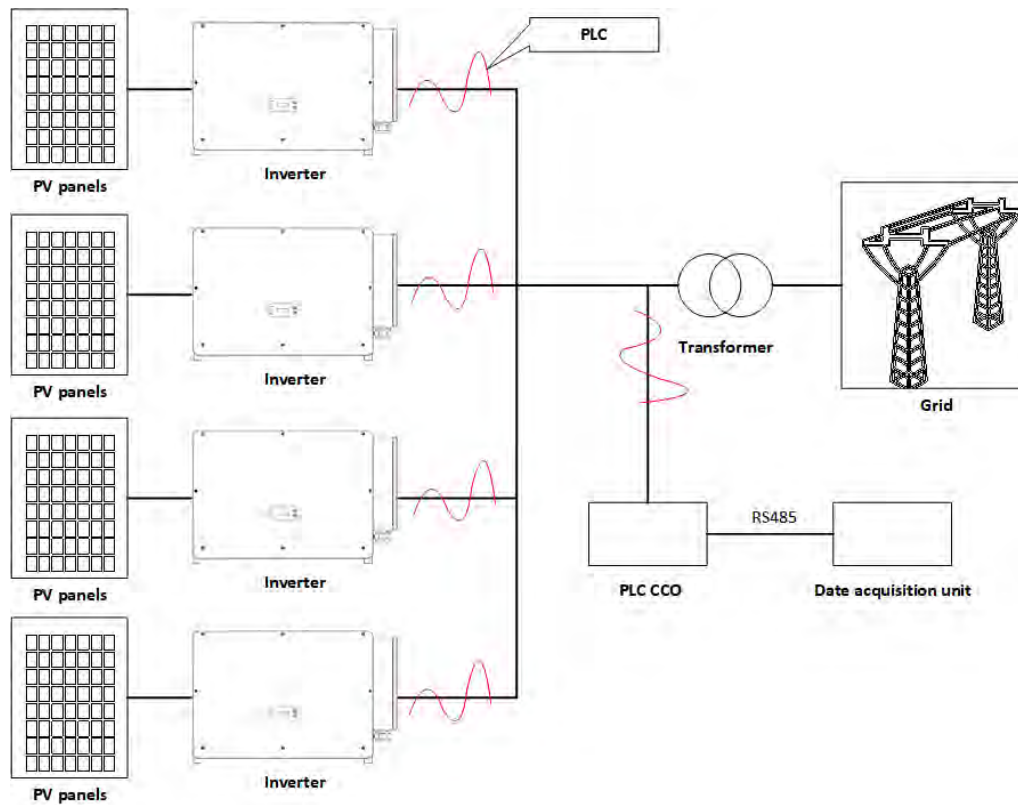 PLC
PV panels
Inverter
PV panels
Inverter
Transformer
Grid
PV panels
Inverter
RS485
PLC CCO
Date acquisition unit
PV panels
Inverter